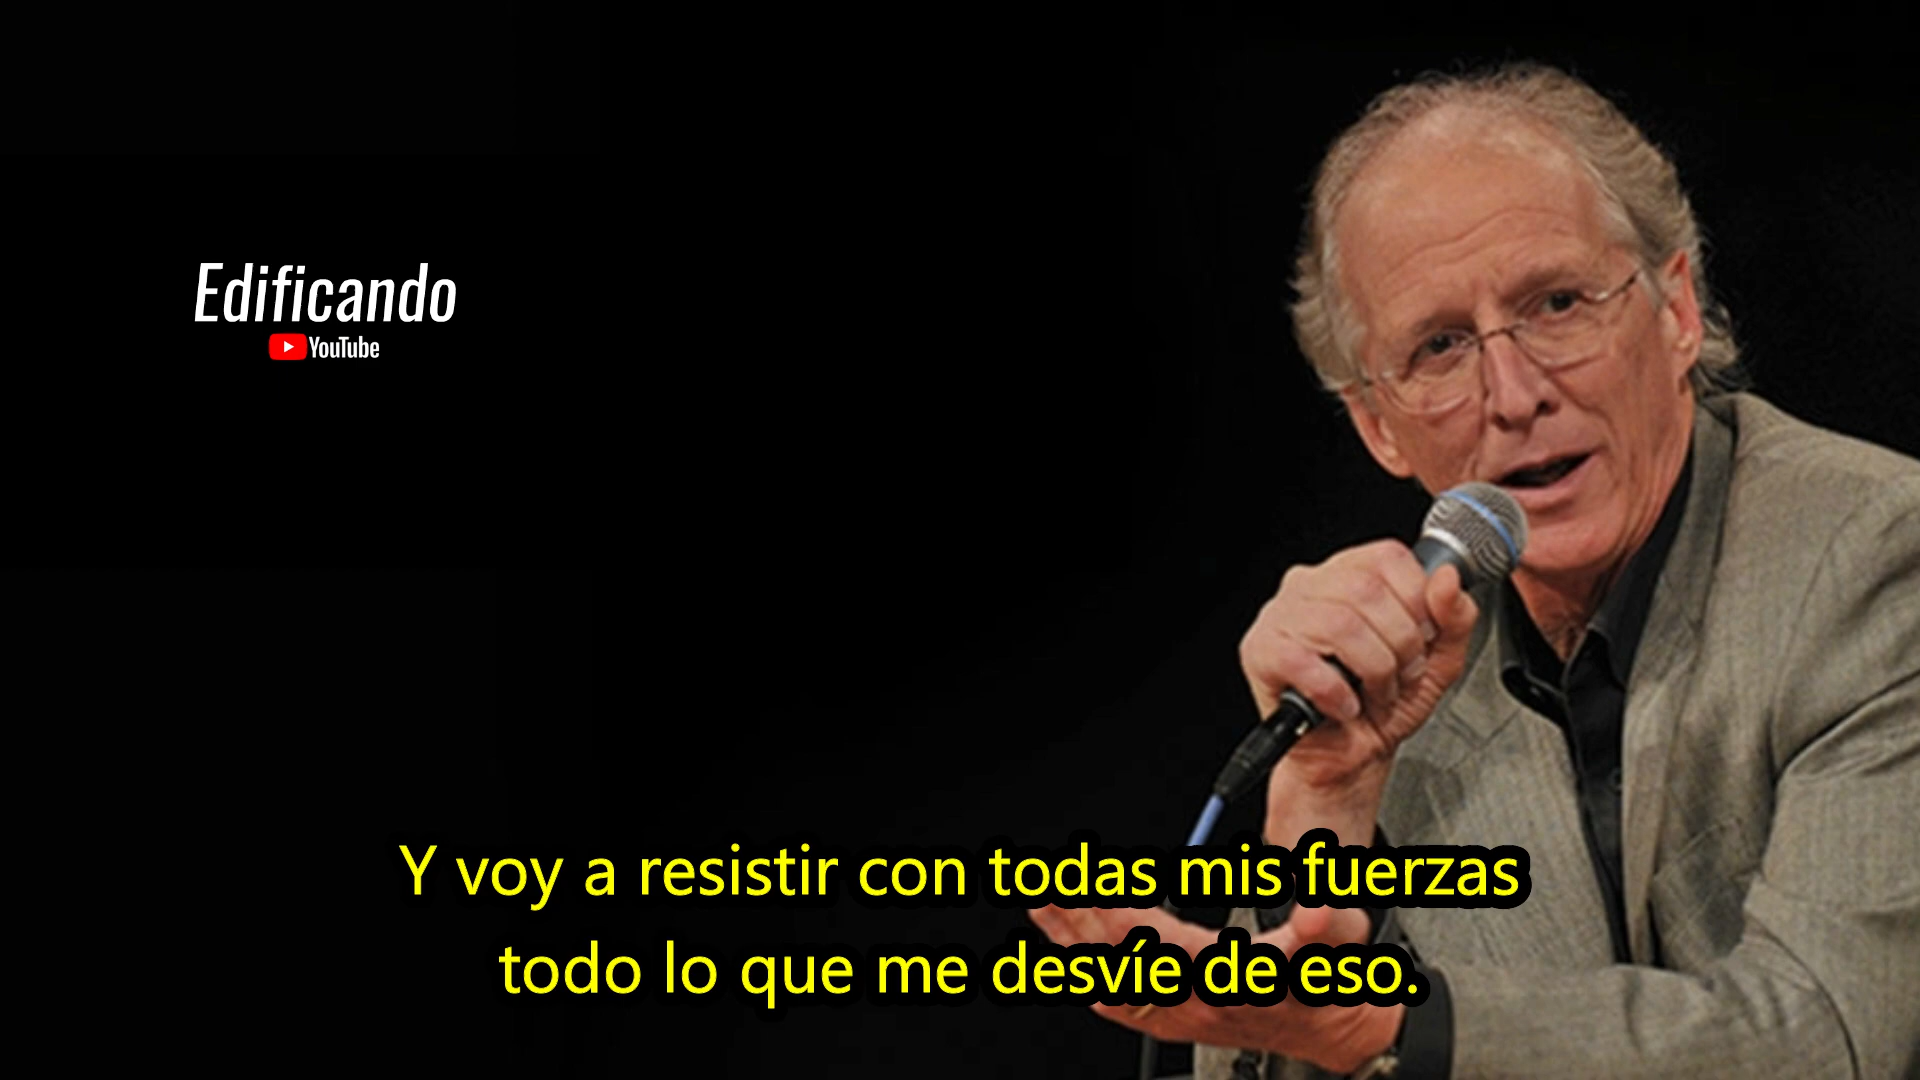 Edificando
YouTube
Y voy a resistir con todas mis fuerzas
todo lo que me desvíe de eso.